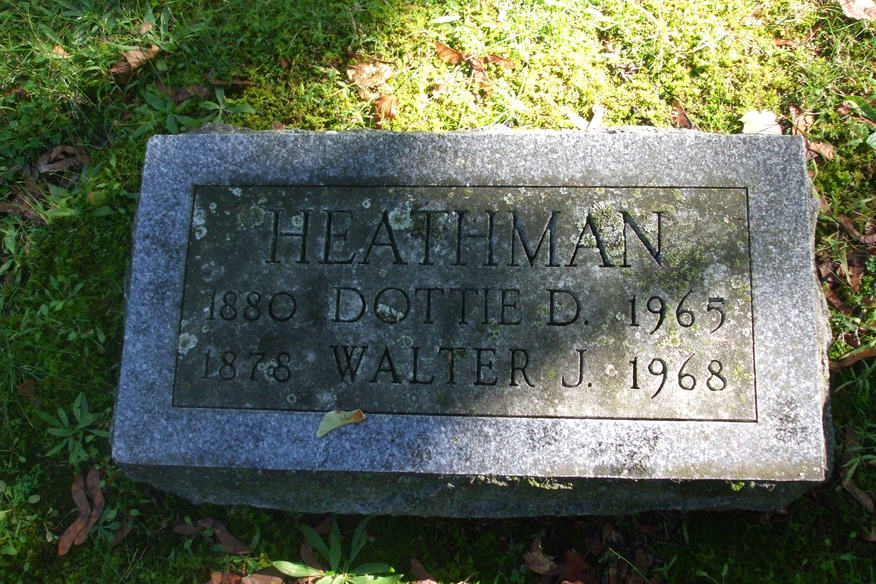 HEATHMAN
1880 DOTTIE D. 1965
1878 WALTER J. 1968